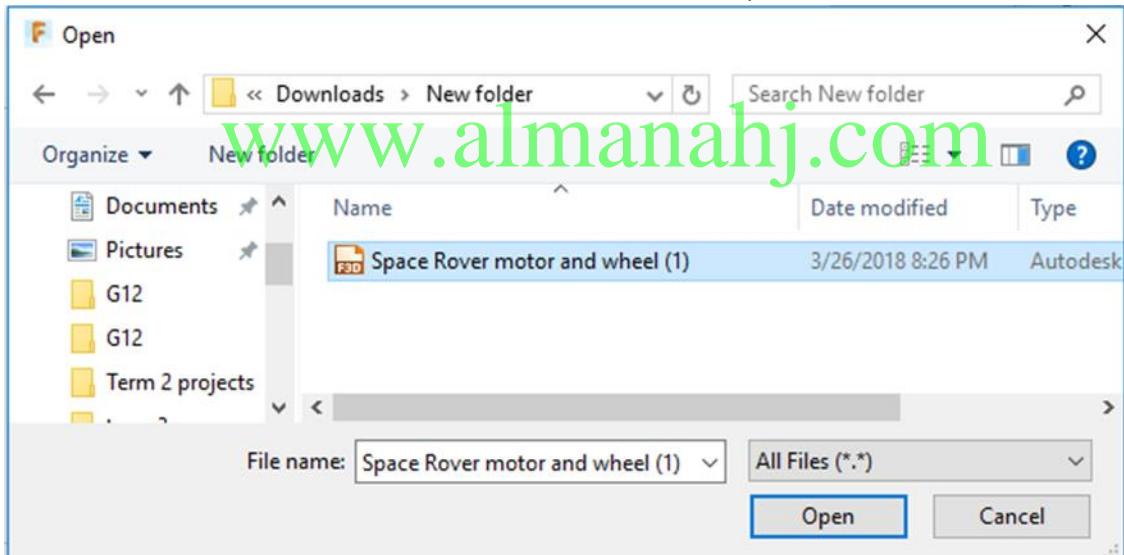 Open
« Downloads › New folder
Search New folder
www.almanahj.com
Organize
New folder
Name
Date modified
Type
Documents
Pictures
G12
G12
Term 2 projects
F3D
Space Rover motor and wheel (1)
3/26/2018 8:26 PM
Autodesk
File name:
Space Rover motor and wheel (1)
All Files (*.*)
Open
Cancel